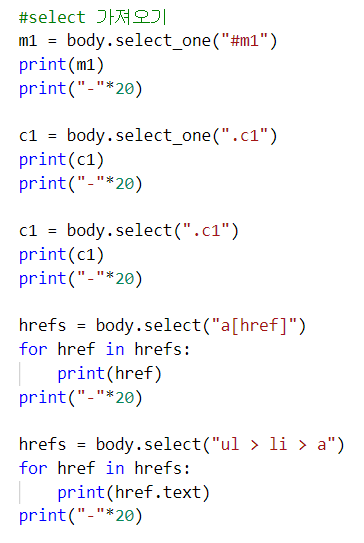 #select 가져오기
m1 = body.select_one("#m1")
print(m1)
print("-"*20)
c1 = body.select_one(".c1")
print(c1)
print("-"*20)
c1 = body.select(".c1")
print(c1)
print("-"*20)
hrefs = body.select("a[href]")
for href in hrefs:
    print(href)
print("-"*20)
hrefs = body.select("ul > li > a")
for href in hrefs:
    print(href.text)
print("-"*20)